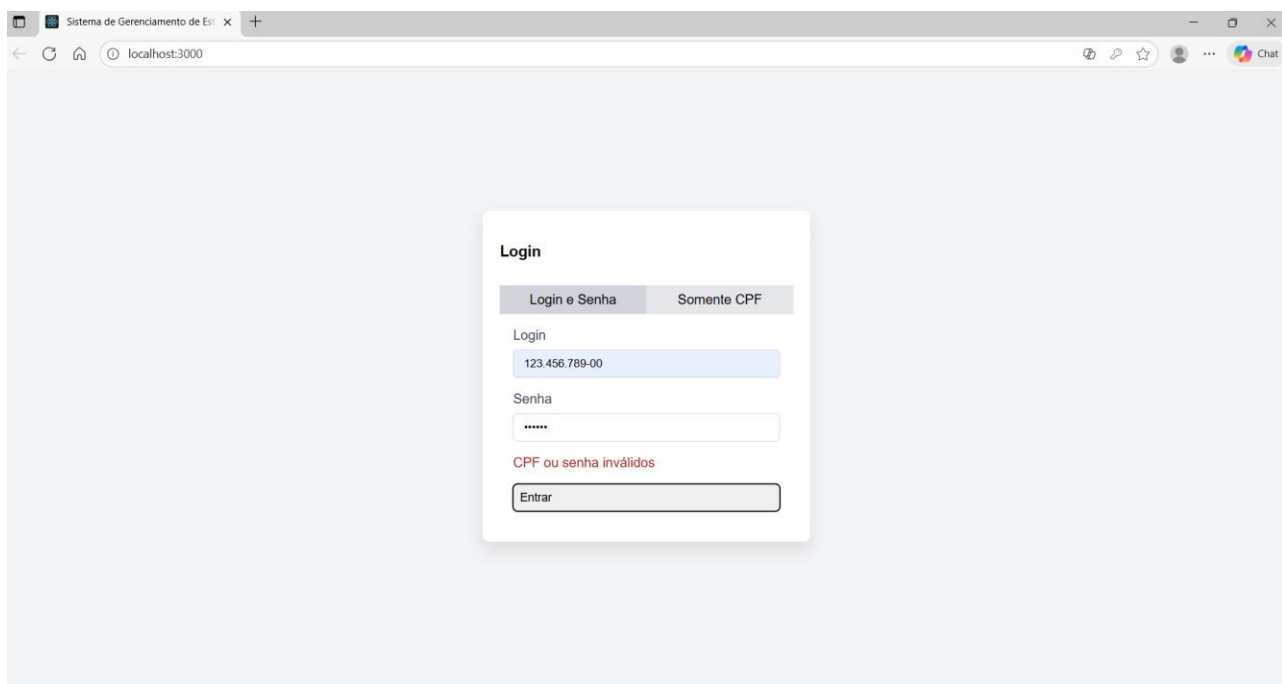 Sistema de Gerenciamento de Est
localhost:3000
Chat
Login
Login e Senha
Somente CPF
Login
123.456.789-00
Senha
••••••
CPF ou senha inválidos
Entrar